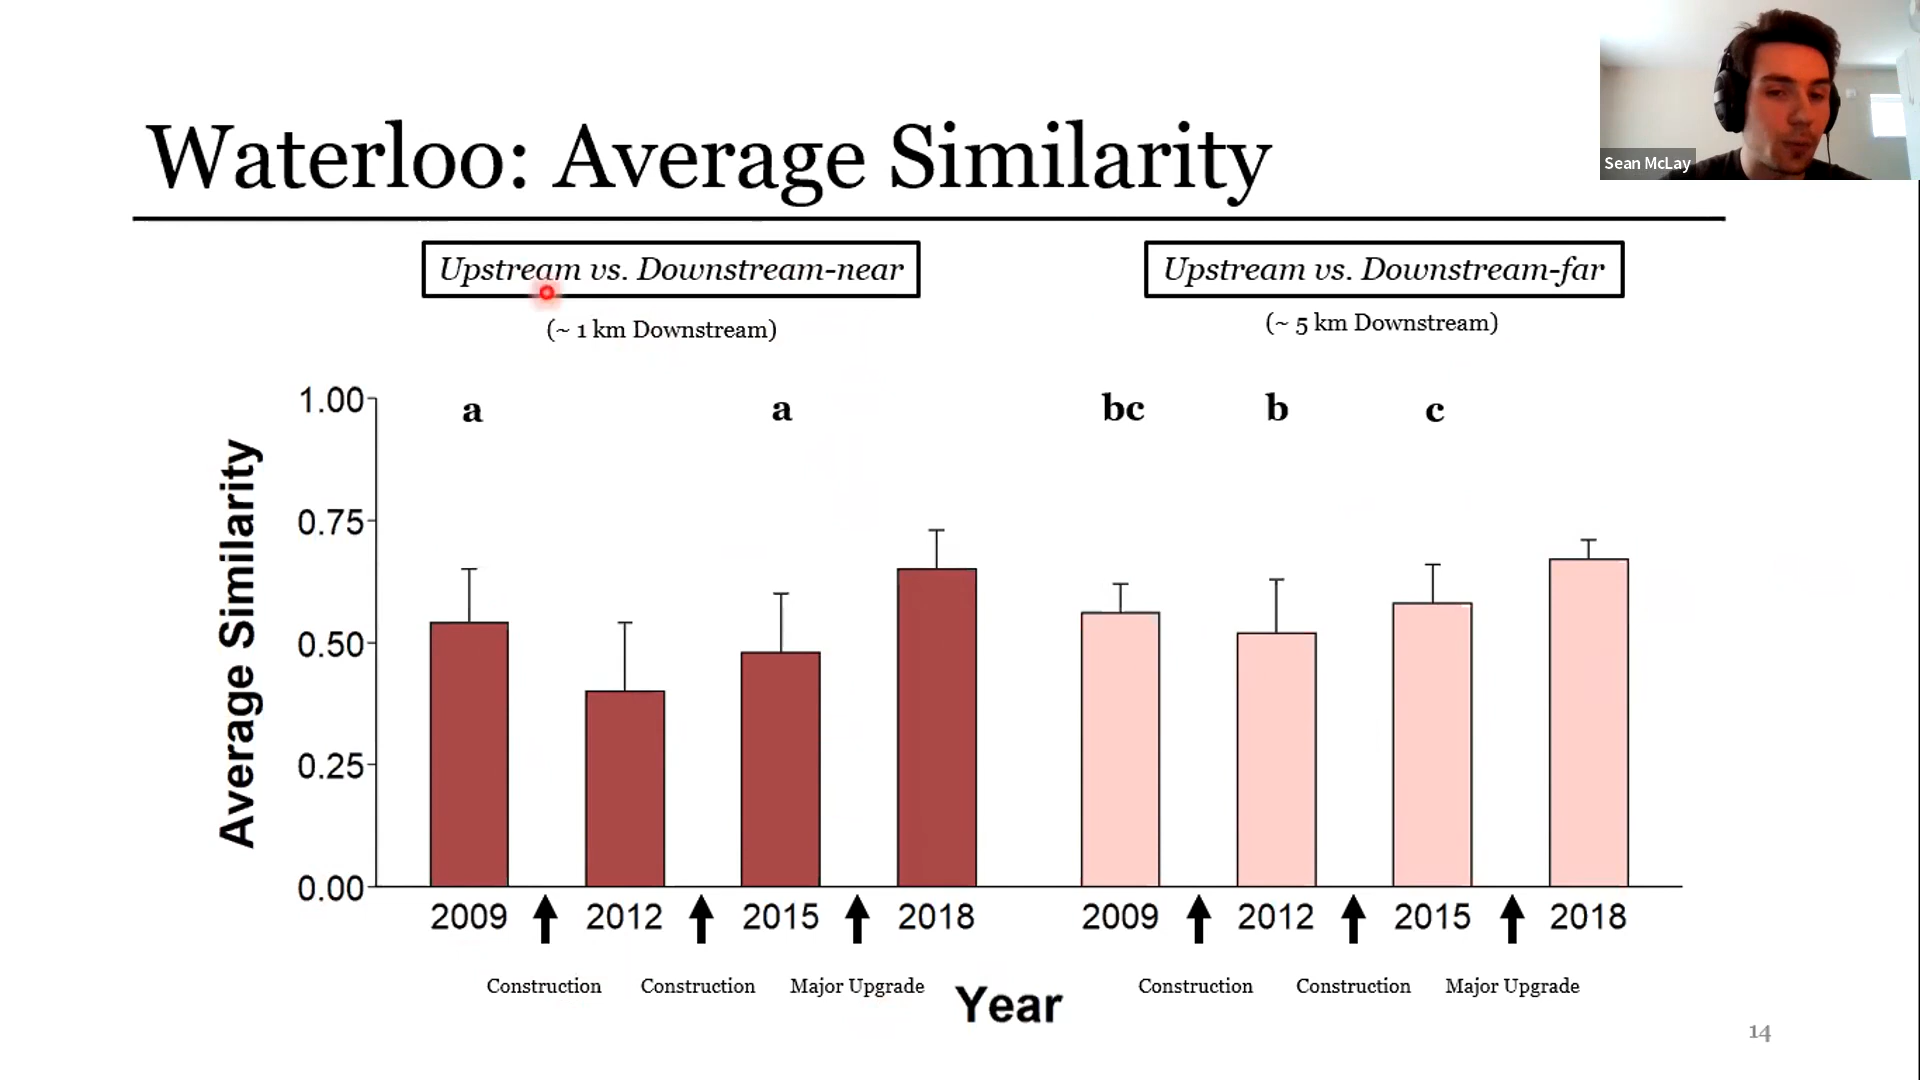 Sean McLay
Waterloo: Average Similarity
Upstream vs. Downstream-near
(~ 1 km Downstream)
Upstream vs. Downstream-far
(~ 5 km Downstream)
Average Similarity
1.00
0.75
0.50
0.25
0.00
a
a
bc
b
c
2009
2012
2015
2018
2009
2012
2015
2018
Construction
Construction
Major Upgrade
Construction
Construction
Major Upgrade
Year
14